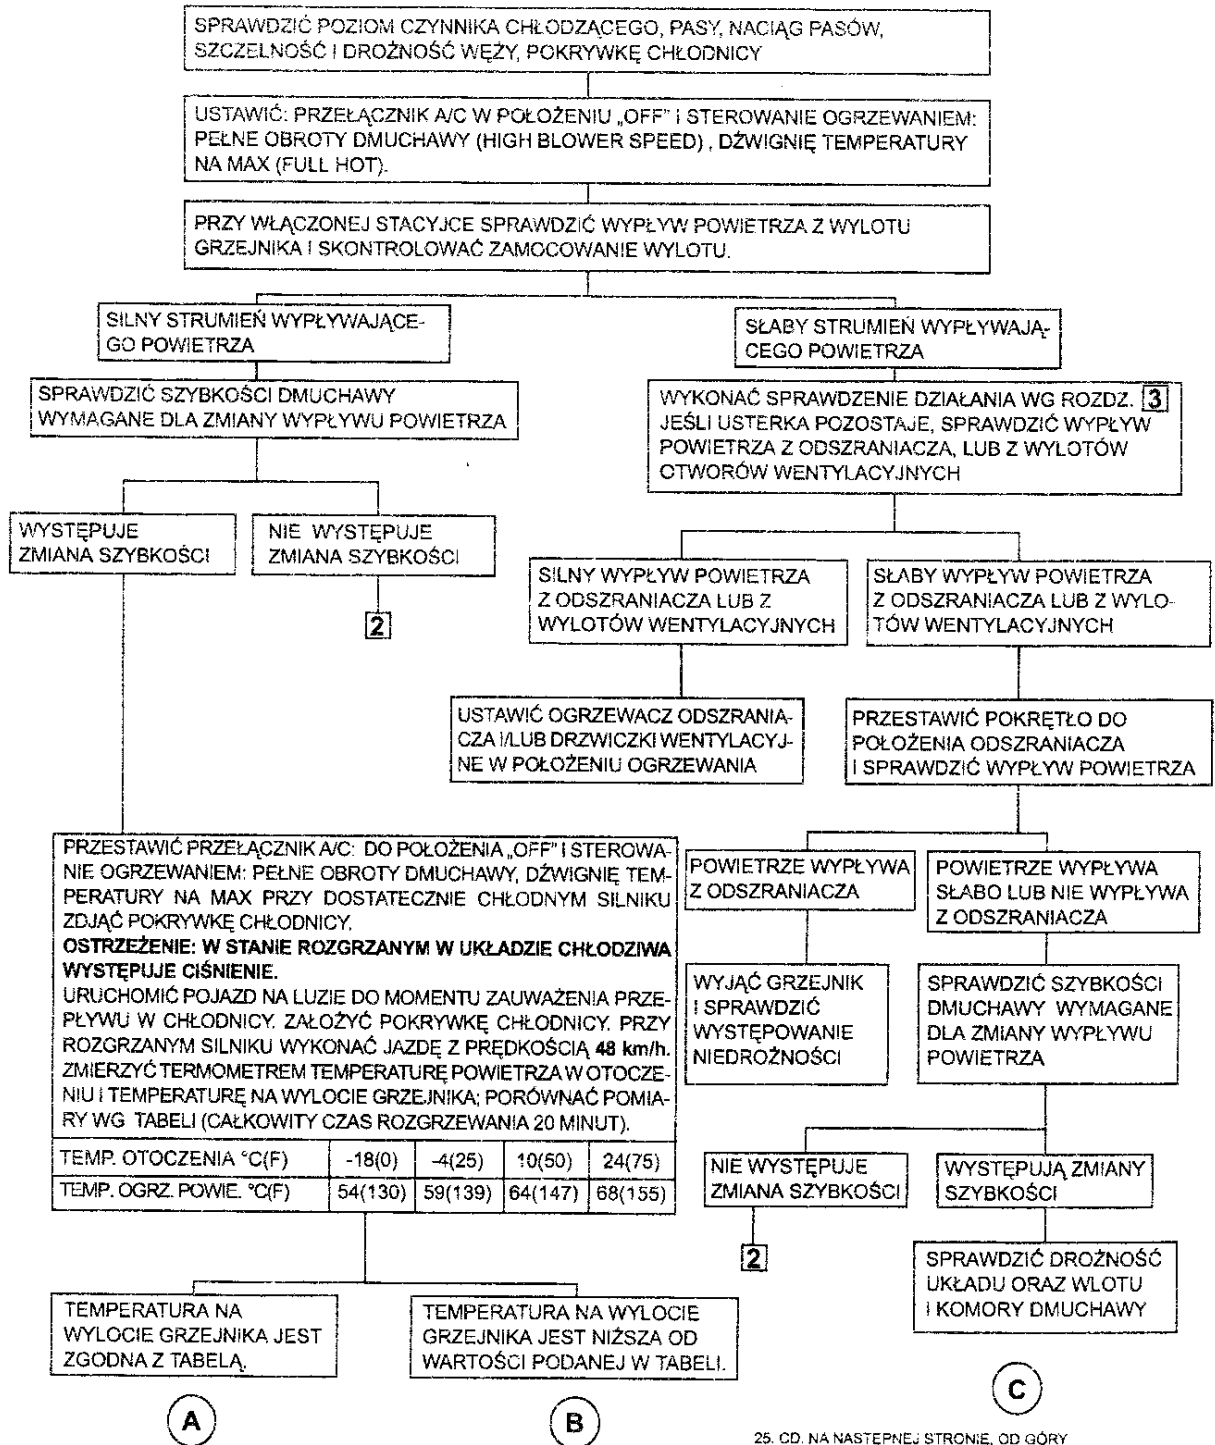 SPRAWDZIĆ POZIOM CZYNNIKA CHŁODZĄCEGO, PASY, NACIĄG PASÓW,
SZCZELNOŚĆ I DROŻNOŚĆ WĘŻY, POKRYWKĘ CHŁODNICY
USTAWIĆ: PRZEŁĄCZNIK A/C W POŁOŻENIU „OFF” I STEROWANIE OGRZEWANIEM:
PEŁNE OBROTY DMUCHAWY (HIGH BLOWER SPEED) , DŹWIGNIĘ TEMPERATURY
NA MAX (FULL HOT).
PRZY WŁĄCZONEJ STACYJCE SPRAWDZIĆ WYPŁYW POWIETRZA Z WYLOTU
GRZEJNIKA I SKONTROLOWAĆ ZAMOCOWANIE WYLOTU.
SILNY STRUMIEŃ WYPŁYWAJĄCE-
GO POWIETRZA
SŁABY STRUMIEŃ WYPŁYWAJĄ-
CEGO POWIETRZA
SPRAWDZIĆ SZYBKOŚCI DMUCHAWY
WYMAGANE DLA ZMIANY WYPŁYWU POWIETRZA
WYKONAĆ SPRAWDZENIE DZIAŁANIA WG ROZDZ. 3
JEŚLI USTERKA POZOSTAJE, SPRAWDZIĆ WYPŁYW
POWIETRZA Z ODSZRANIACZA, LUB Z WYLOTÓW
OTWORÓW WENTYLACYJNYCH
WYSTĘPUJE
ZMIANA SZYBKOŚCI
NIE WYSTĘPUJE
ZMIANA SZYBKOŚCI
2
SILNY WYPŁYW POWIETRZA
Z ODSZRANIACZA LUB Z
WYLOTÓW WENTYLACYJNYCH
SŁABY WYPŁYW POWIETRZA
Z ODSZRANIACZA LUB Z WYLO-
TÓW WENTYLACYJNYCH
USTAWIĆ OGRZEWACZ ODSZRANIA-
CZA I/LUB DRZWICZKI WENTYLACYJ-
NE W POŁOŻENIU OGRZEWANIA
PRZESTAWIĆ POKRĘTŁO DO
POŁOŻENIA ODSZRANIACZA
I SPRAWDZIĆ WYPŁYW POWIETRZA
PRZESTAWIĆ PRZEŁĄCZNIK A/C: DO POŁOŻENIA „OFF” I STEROWA-
NIE OGRZEWANIEM: PEŁNE OBROTY DMUCHAWY, DŹWIGNIĘ TEM-
PERATURY NA MAX PRZY DOSTATECZNIE CHŁODNYM SILNIKU
ZDJĄĆ POKRYWKĘ CHŁODNICY.
OSTRZEŻENIE: W STANIE ROZGRZANYM W UKŁADZIE CHŁODZIWA
WYSTĘPUJE CIŚNIENIE.
URUCHOMIĆ POJAZD NA LUZIE DO MOMENTU ZAUWAŻENIA PRZE-
PŁYWU W CHŁODNICY. ZAŁOŻYĆ POKRYWKĘ CHŁODNICY. PRZY
ROZGRZANYM SILNIKU WYKONAĆ JAZDĘ Z PRĘDKOŚCIĄ 48 km/h.
ZMIERZYĆ TERMOMETREM TEMPERATURĘ POWIETRZA W OTOCZE-
NIU I TEMPERATURĘ NA WYLOCIE GRZEJNIKA; PORÓWNAĆ POMIA-
RY WG TABELI (CAŁKOWITY CZAS ROZGRZEWANIA 20 MINUT).
TEMP. OTOCZENIA °C(F) -18(0) -4(25) 10(50) 24(75)
TEMP. OGRZ. POWIE. °C(F) 54(130) 59(139) 64(147) 68(155)
POWIETRZE WYPŁYWA
Z ODSZRANIACZA
POWIETRZE WYPŁYWA
SŁABO LUB NIE WYPŁYWA
Z ODSZRANIACZA
WYJĄĆ GRZEJNIK
I SPRAWDZIĆ
WYSTĘPOWANIE
NIEDROŻNOŚCI
SPRAWDZIĆ SZYBKOŚCI
DMUCHAWY WYMAGANE
DLA ZMIANY WYPŁYWU
POWIETRZA
NIE WYSTĘPUJE
ZMIANA SZYBKOŚCI
2
WYSTĘPUJĄ ZMIANY
SZYBKOŚCI
SPRAWDZIĆ DROŻNOŚĆ
UKŁADU ORAZ WLOTU
I KOMORY DMUCHAWY
TEMPERATURA NA
WYLOCIE GRZEJNIKA JEST
ZGODNA Z TABELĄ.
TEMPERATURA NA WYLOCIE
GRZEJNIKA JEST NIŻSZA OD
WARTOŚCI PODANEJ W TABELI.
A
B
C
25. CD. NA NASTĘPNEJ STRONIE, OD GÓRY